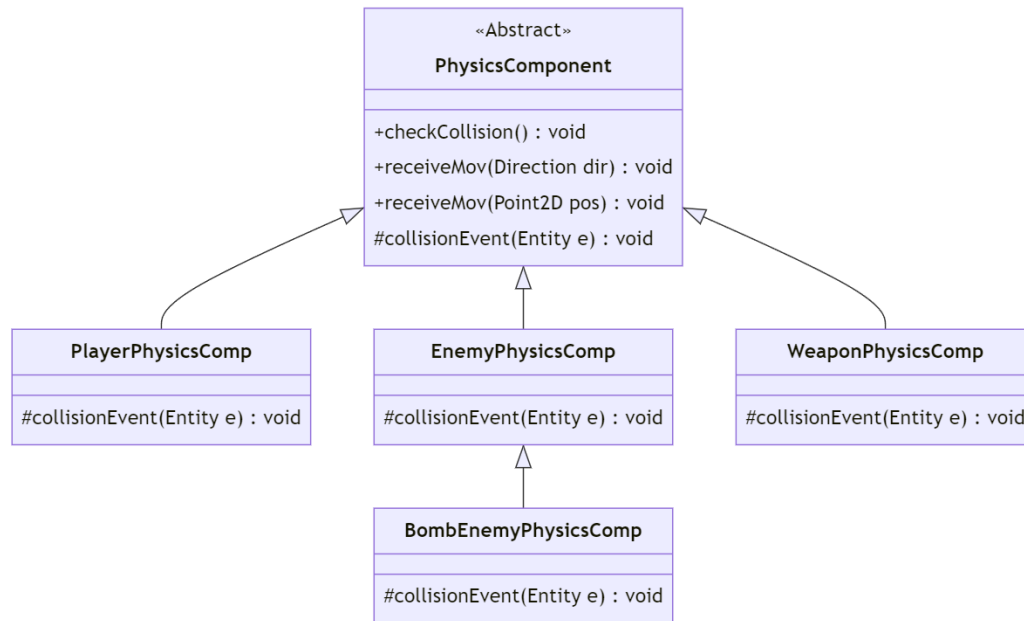 «Abstract»
PhysicsComponent
+checkCollision() : void
+receiveMov(Direction dir) : void
+receiveMov(Point2D pos) : void
#collisionEvent(Entity e) : void
PlayerPhysicsComp
#collisionEvent(Entity e) : void
EnemyPhysicsComp
#collisionEvent(Entity e) : void
WeaponPhysicsComp
#collisionEvent(Entity e) : void
BombEnemyPhysicsComp
#collisionEvent(Entity e) : void